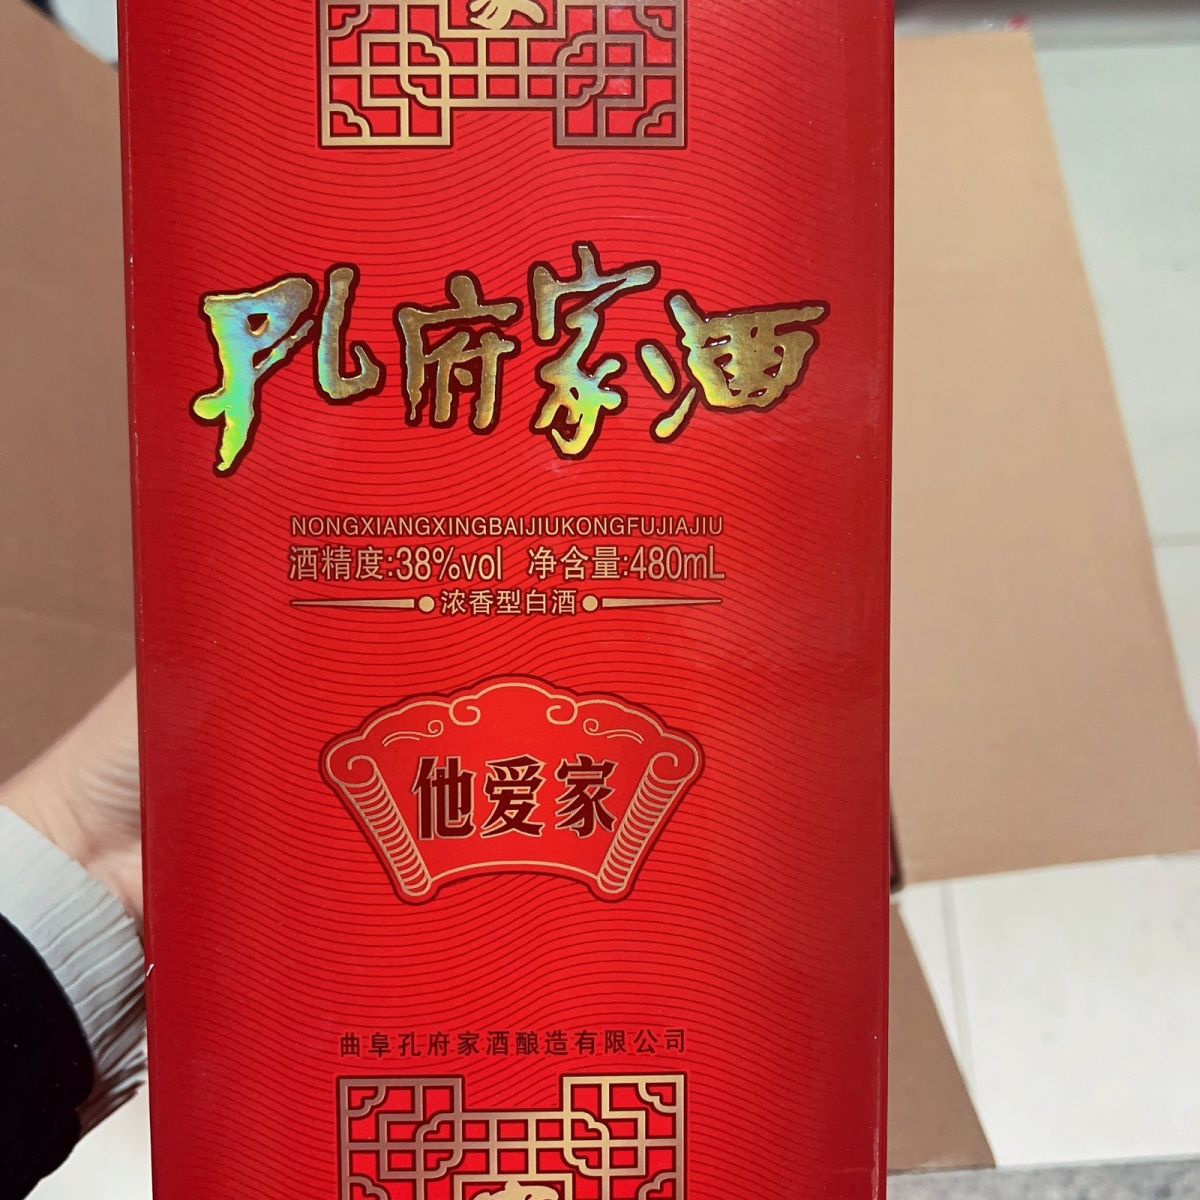 家
孔府家酒
NONGXIANGXINGBAIJIUKONGFUJIAJIU
酒精度:38%vol 净含量:480mL
浓香型白酒
他爱家
曲阜孔府家酒酿造有限公司